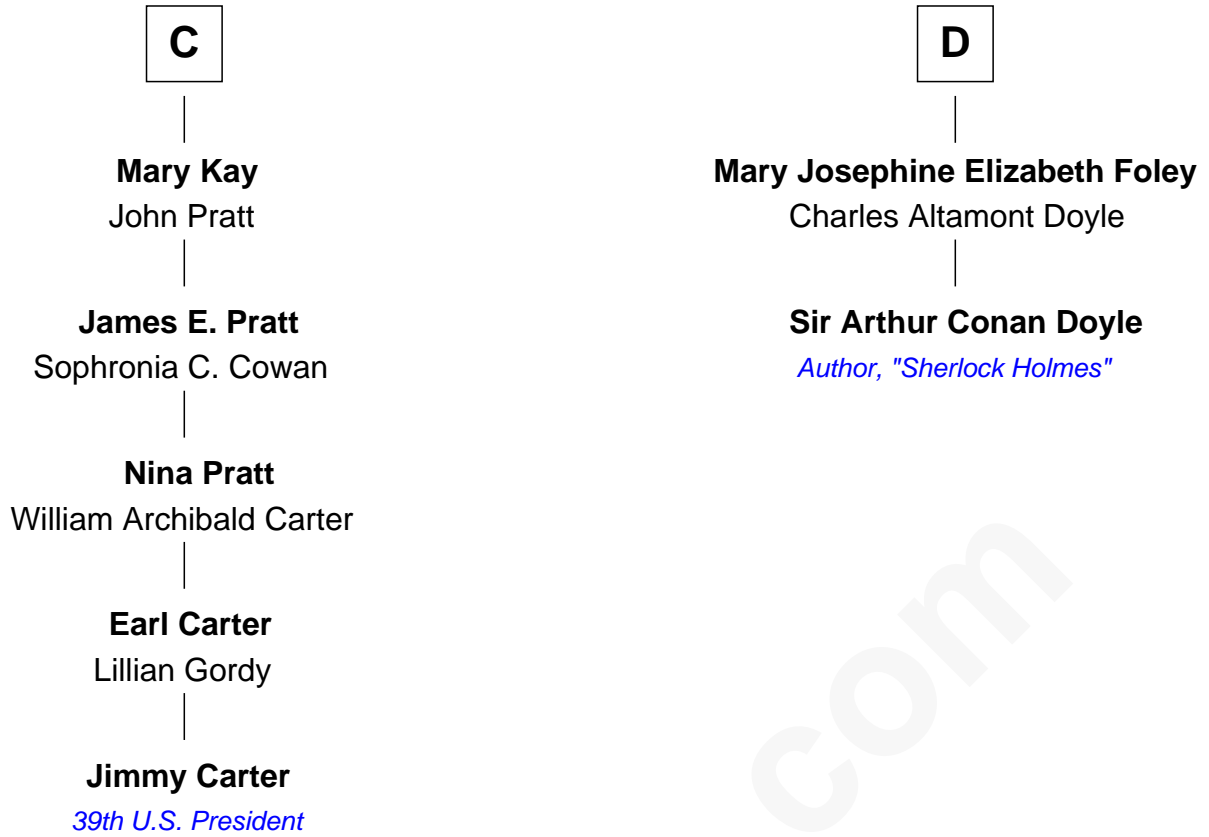 C
Mary Kay
John Pratt
James E. Pratt
Sophronia C. Cowan
Nina Pratt
William Archibald Carter
Earl Carter
Lillian Gordy
Jimmy Carter
39th U.S. President
D
Mary Josephine Elizabeth Foley
Charles Altamont Doyle
Sir Arthur Conan Doyle
Author, "Sherlock Holmes"
com